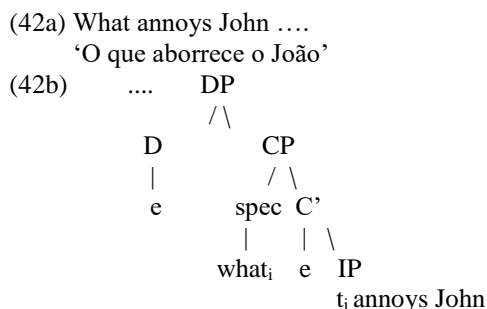 (42a) What annoys John ….
‘O que aborrece o João’
(42b) .... DP
/ \
D CP
| / \
e spec C’
| | \
whatᵢ e IP
tᵢ annoys John